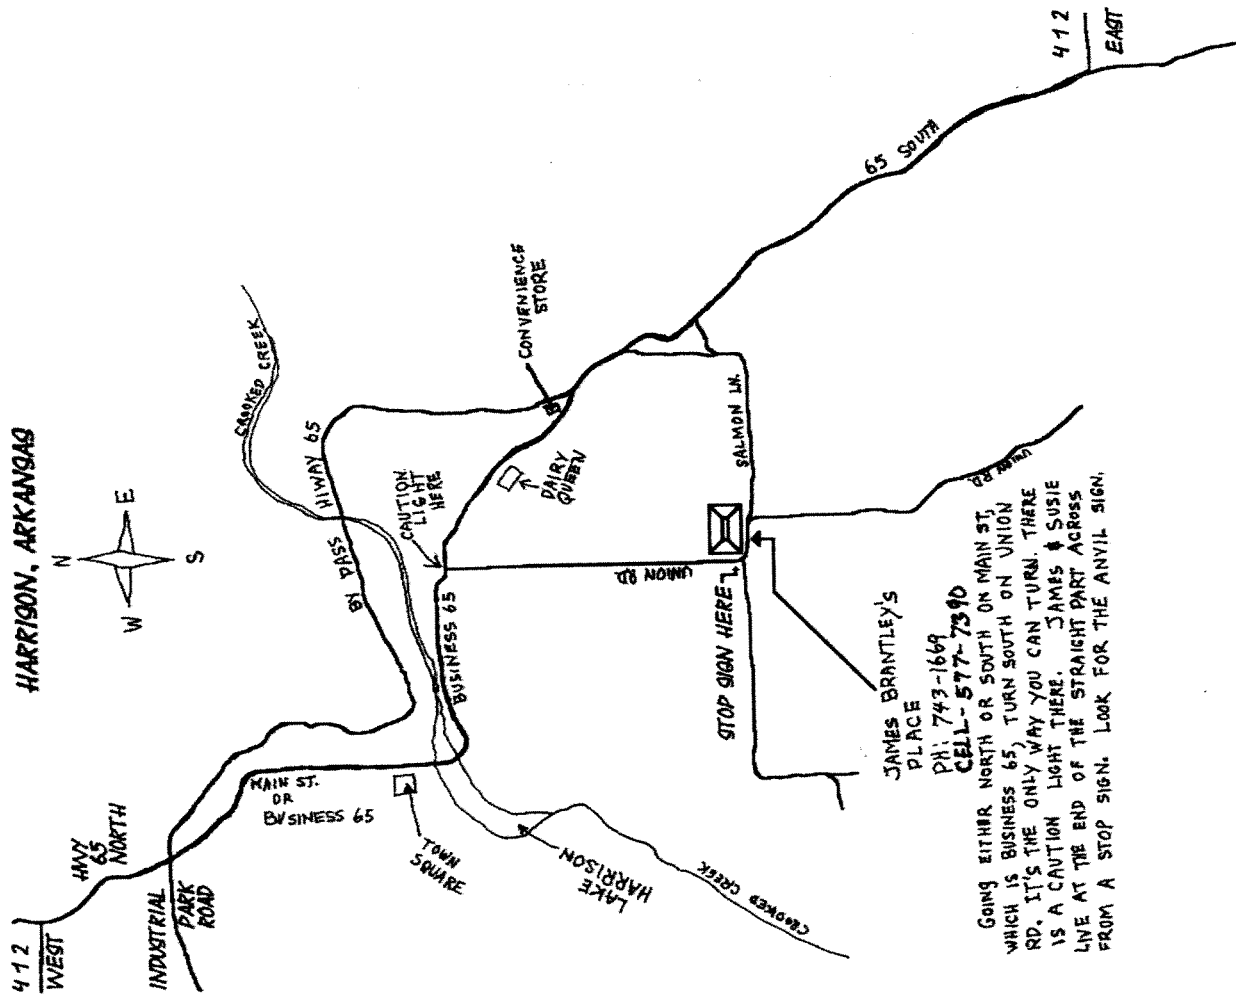 HARRISON, ARKANSAS
N
W
E
S
412
WEST
HWY
65
NORTH
INDUSTRIAL
PARK
ROAD
MAIN ST.
OR
BUSINESS 65
TOWN
SQUARE
LAKE
HARRISON
CROOKED CREEK
CROOKED CREEK
BY PASS
HIWAY 65
CAUTION
LIGHT
HERE
BUSINESS 65
DAIRY
QUEEN
CONVENIENCE
STORE
UNION RD.
SALMON LN.
UNION RD
65 SOUTH
412
EAST
STOP SIGN HERE
JAMES BRANTLEY'S
PLACE
PH: 743-1669
CELL - 577-7390
GOING EITHER NORTH OR SOUTH ON MAIN ST,
WHICH IS BUSINESS 65, TURN SOUTH ON UNION
RD. IT'S THE ONLY WAY YOU CAN TURN. THERE
IS A CAUTION LIGHT THERE. JAMES & SUSIE
LIVE AT THE END OF THE STRAIGHT PART ACROSS
FROM A STOP SIGN. LOOK FOR THE ANVIL SIGN.